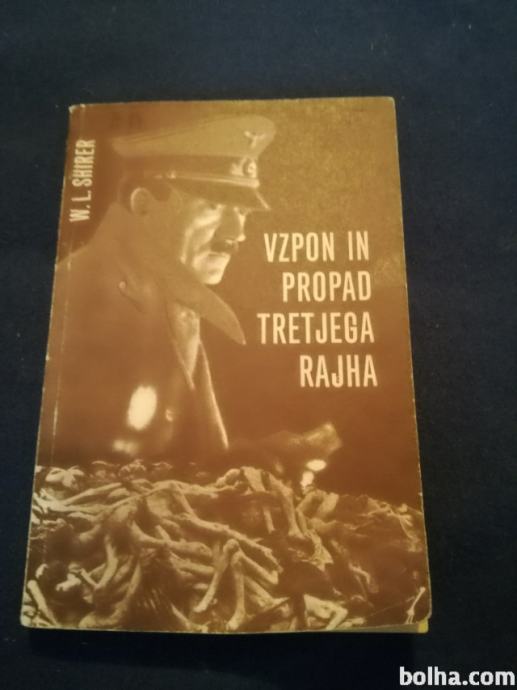 W. L. SHIRER
VZPON IN
PROPAD
TRETJEGA
RAJHA
bolha.com